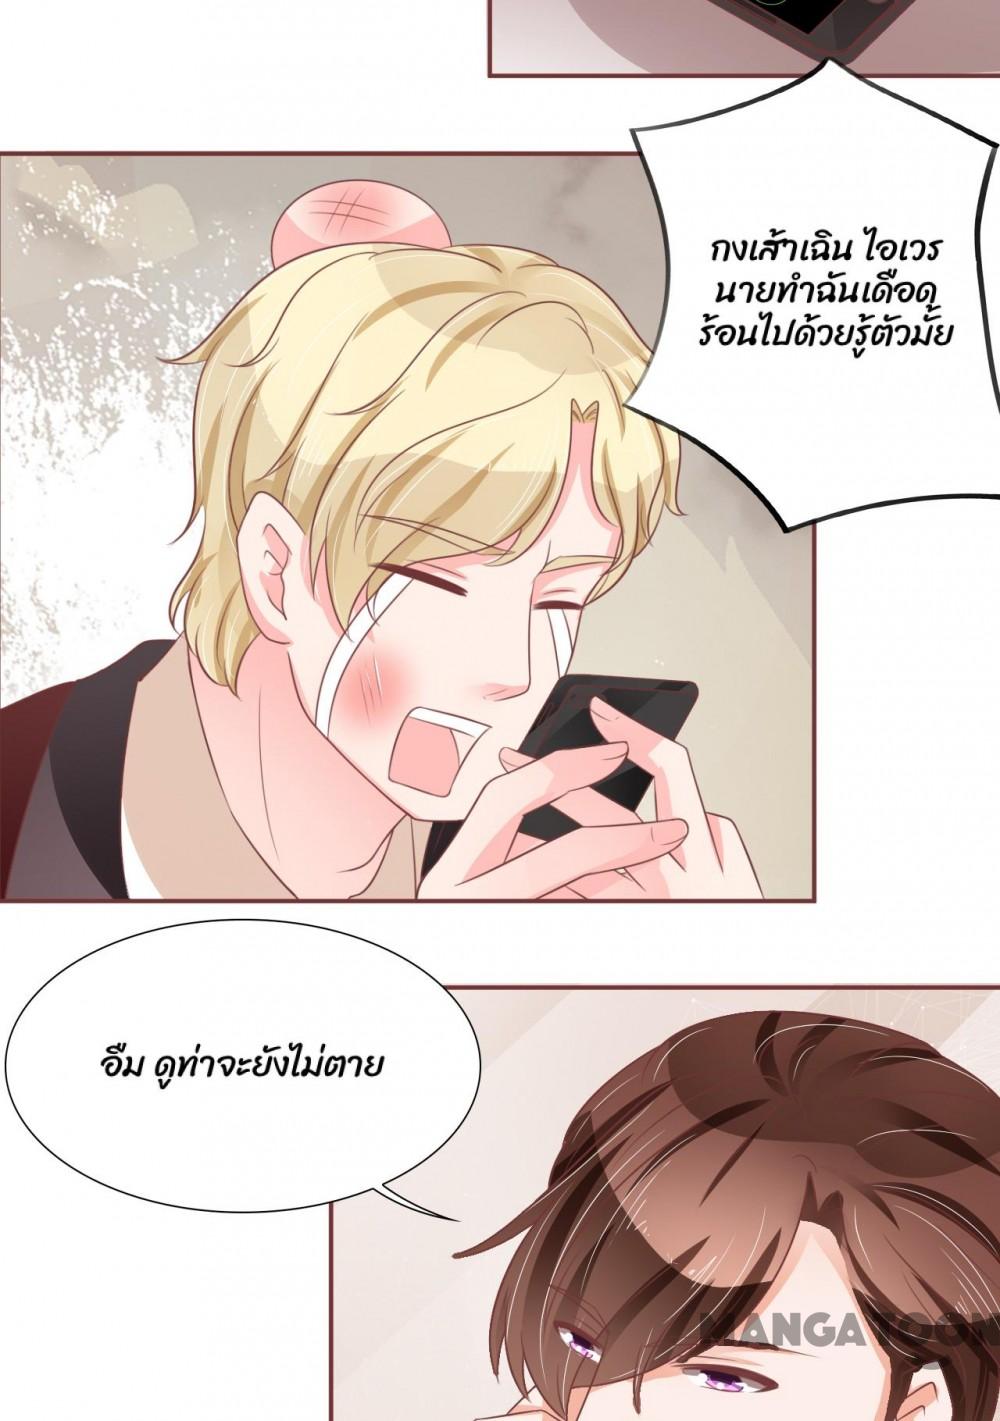 กงเส้าเฉิน ไอเวร
นายทำฉันเดือด
ร้อนไปด้วยรู้ตัวมั้ย
อืม ดูท่าจะยังไม่ตาย
MANGATOON